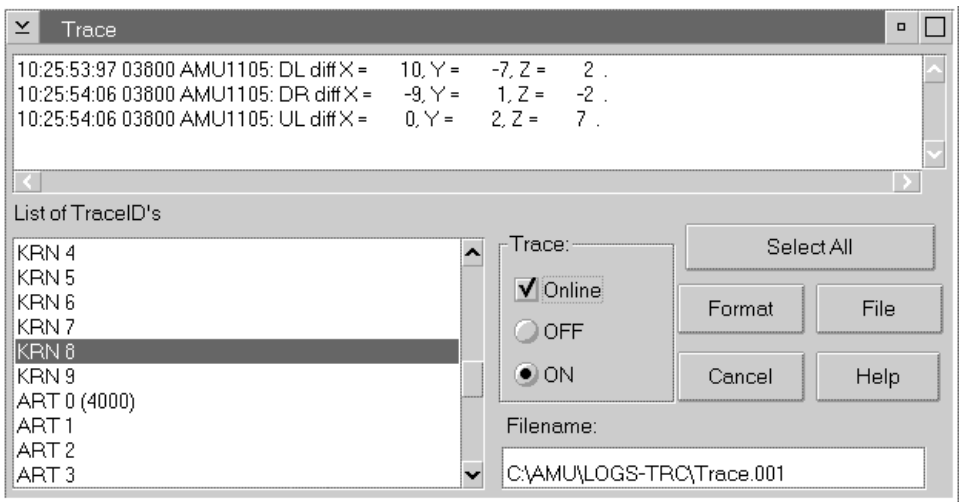 Trace
10:25:53:97 03800 AMU1105: DL diff X = 10, Y = -7, Z = 2 .
10:25:54:06 03800 AMU1105: DR diff X = -9, Y = 1, Z = -2 .
10:25:54:06 03800 AMU1105: UL diff X = 0, Y = 2, Z = 7 .
List of TraceID's
KRN 4
KRN 5
KRN 6
KRN 7
KRN 8
KRN 9
ART 0 (4000)
ART 1
ART 2
ART 3
Trace:
Online
OFF
ON
Select All
Format
File
Cancel
Help
Filename:
C:\AMU\LOGS-TRC\Trace.001